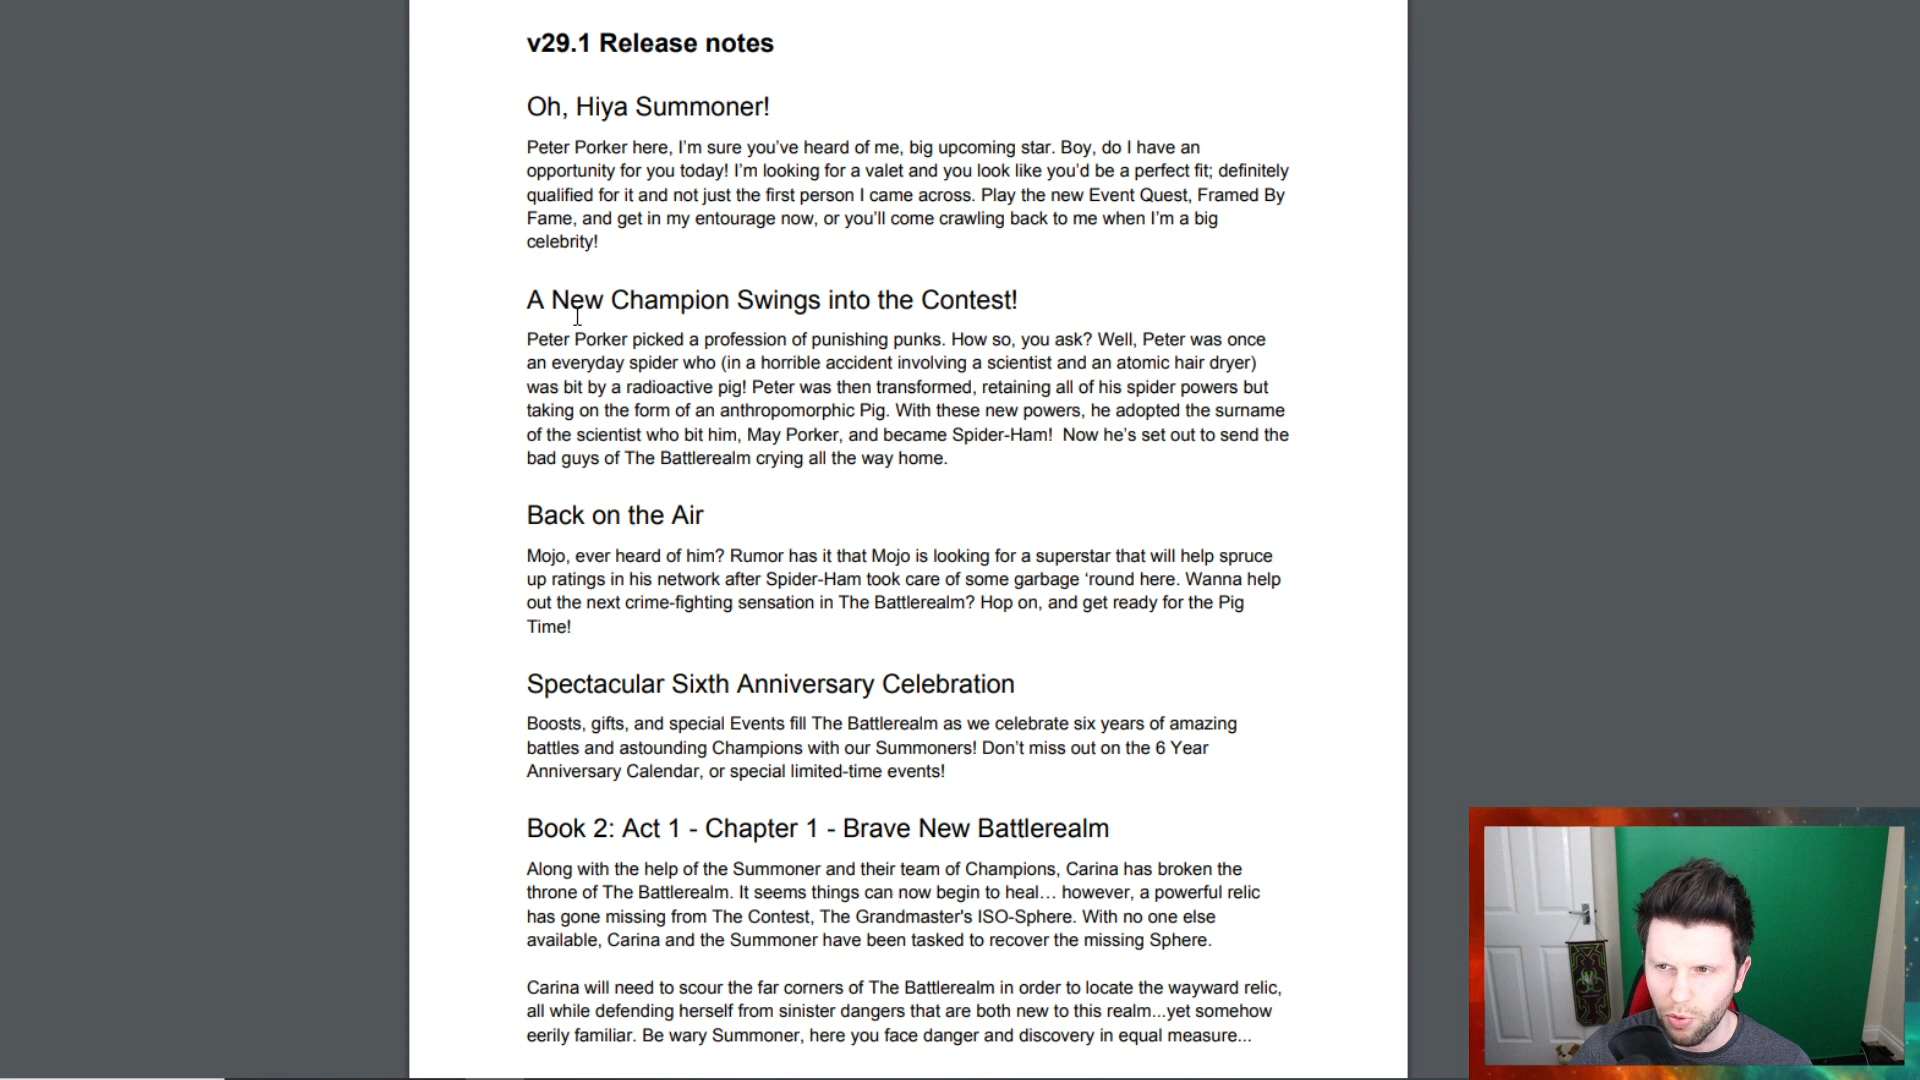 v29.1 Release notes
Oh, Hiya Summoner!
Peter Porker here, I’m sure you’ve heard of me, big upcoming star. Boy, do I have an
opportunity for you today! I’m looking for a valet and you look like you’d be a perfect fit; definitely
qualified for it and not just the first person I came across. Play the new Event Quest, Framed By
Fame, and get in my entourage now, or you’ll come crawling back to me when I’m a big
celebrity!
A New Champion Swings into the Contest!
Peter Porker picked a profession of punishing punks. How so, you ask? Well, Peter was once
an everyday spider who (in a horrible accident involving a scientist and an atomic hair dryer)
was bit by a radioactive pig! Peter was then transformed, retaining all of his spider powers but
taking on the form of an anthropomorphic Pig. With these new powers, he adopted the surname
of the scientist who bit him, May Porker, and became Spider-Ham!  Now he’s set out to send the
bad guys of The Battlerealm crying all the way home.
Back on the Air
Mojo, ever heard of him? Rumor has it that Mojo is looking for a superstar that will help spruce
up ratings in his network after Spider-Ham took care of some garbage ‘round here. Wanna help
out the next crime-fighting sensation in The Battlerealm? Hop on, and get ready for the Pig
Time!
Spectacular Sixth Anniversary Celebration
Boosts, gifts, and special Events fill The Battlerealm as we celebrate six years of amazing
battles and astounding Champions with our Summoners! Don’t miss out on the 6 Year
Anniversary Calendar, or special limited-time events!
Book 2: Act 1 - Chapter 1 - Brave New Battlerealm
Along with the help of the Summoner and their team of Champions, Carina has broken the
throne of The Battlerealm. It seems things can now begin to heal… however, a powerful relic
has gone missing from The Contest, The Grandmaster's ISO-Sphere. With no one else
available, Carina and the Summoner have been tasked to recover the missing Sphere.
Carina will need to scour the far corners of The Battlerealm in order to locate the wayward relic,
all while defending herself from sinister dangers that are both new to this realm...yet somehow
eerily familiar. Be wary Summoner, here you face danger and discovery in equal measure...